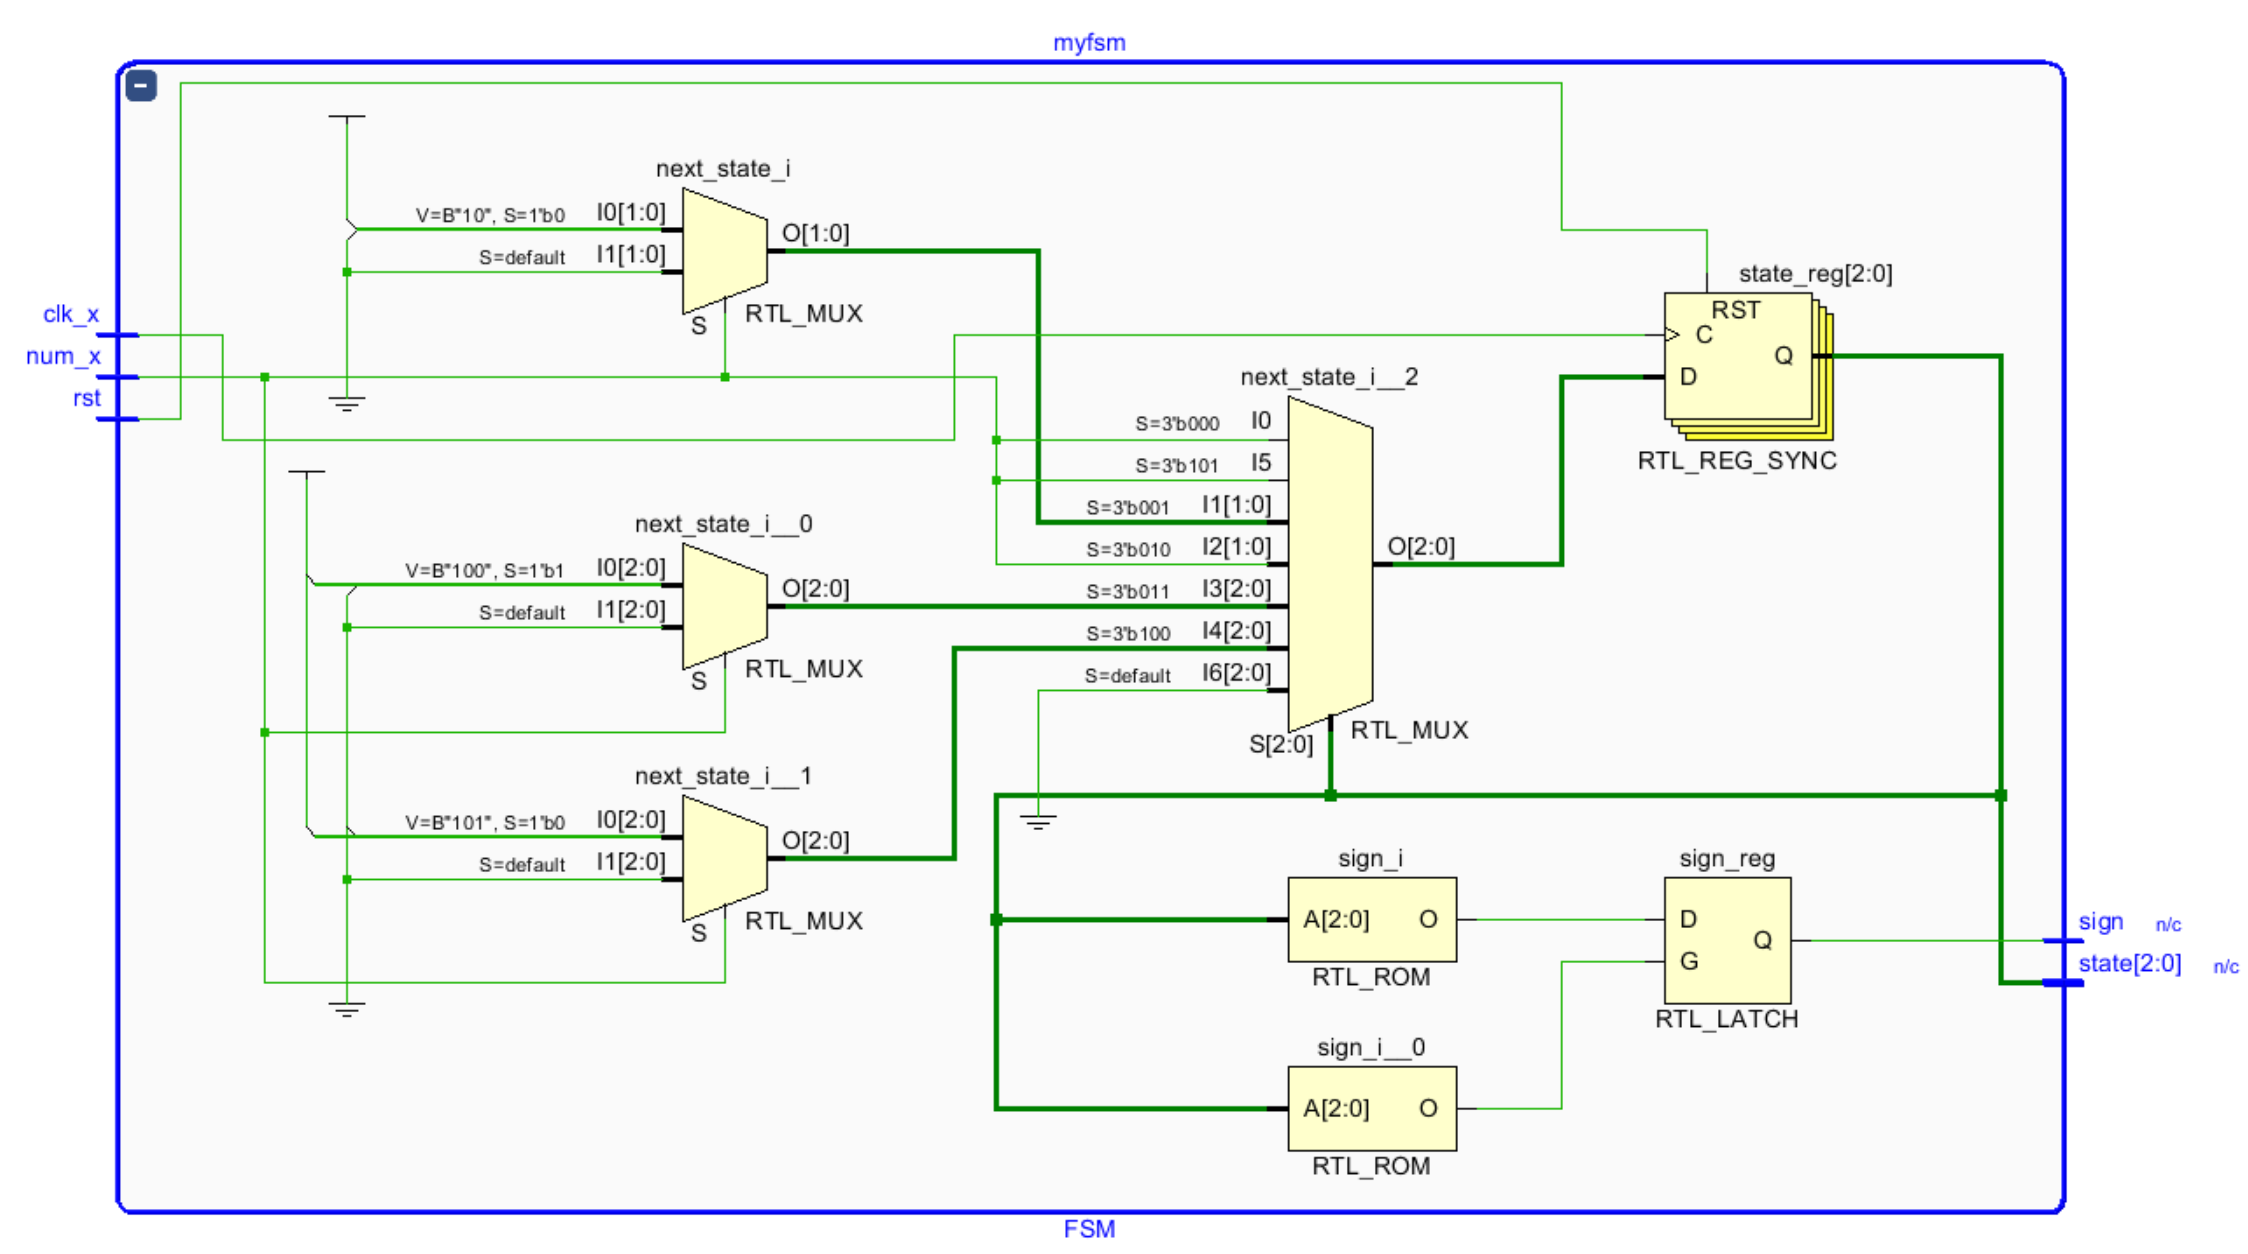 myfsm
next_state_i
V=B"10", S=1'b0 I0[1:0]
O[1:0]
S=default I1[1:0]
S
RTL_MUX
state_reg[2:0]
RST
C
Q
D
RTL_REG_SYNC
clk_x
num_x
rst
next_state_i__2
S=3'b000 I0
S=3'b101 I5
S=3'b001 I1[1:0]
S=3'b010 I2[1:0]
S=3'b011 I3[2:0]
S=3'b100 I4[2:0]
S=default I6[2:0]
O[2:0]
S[2:0]
RTL_MUX
next_state_i__0
V=B"100", S=1'b1 I0[2:0]
O[2:0]
S=default I1[2:0]
S
RTL_MUX
next_state_i__1
V=B"101", S=1'b0 I0[2:0]
O[2:0]
S=default I1[2:0]
S
RTL_MUX
sign_i
A[2:0] O
RTL_ROM
sign_reg
D
Q
G
RTL_LATCH
sign n/c
state[2:0] n/c
sign_i__0
A[2:0] O
RTL_ROM
FSM